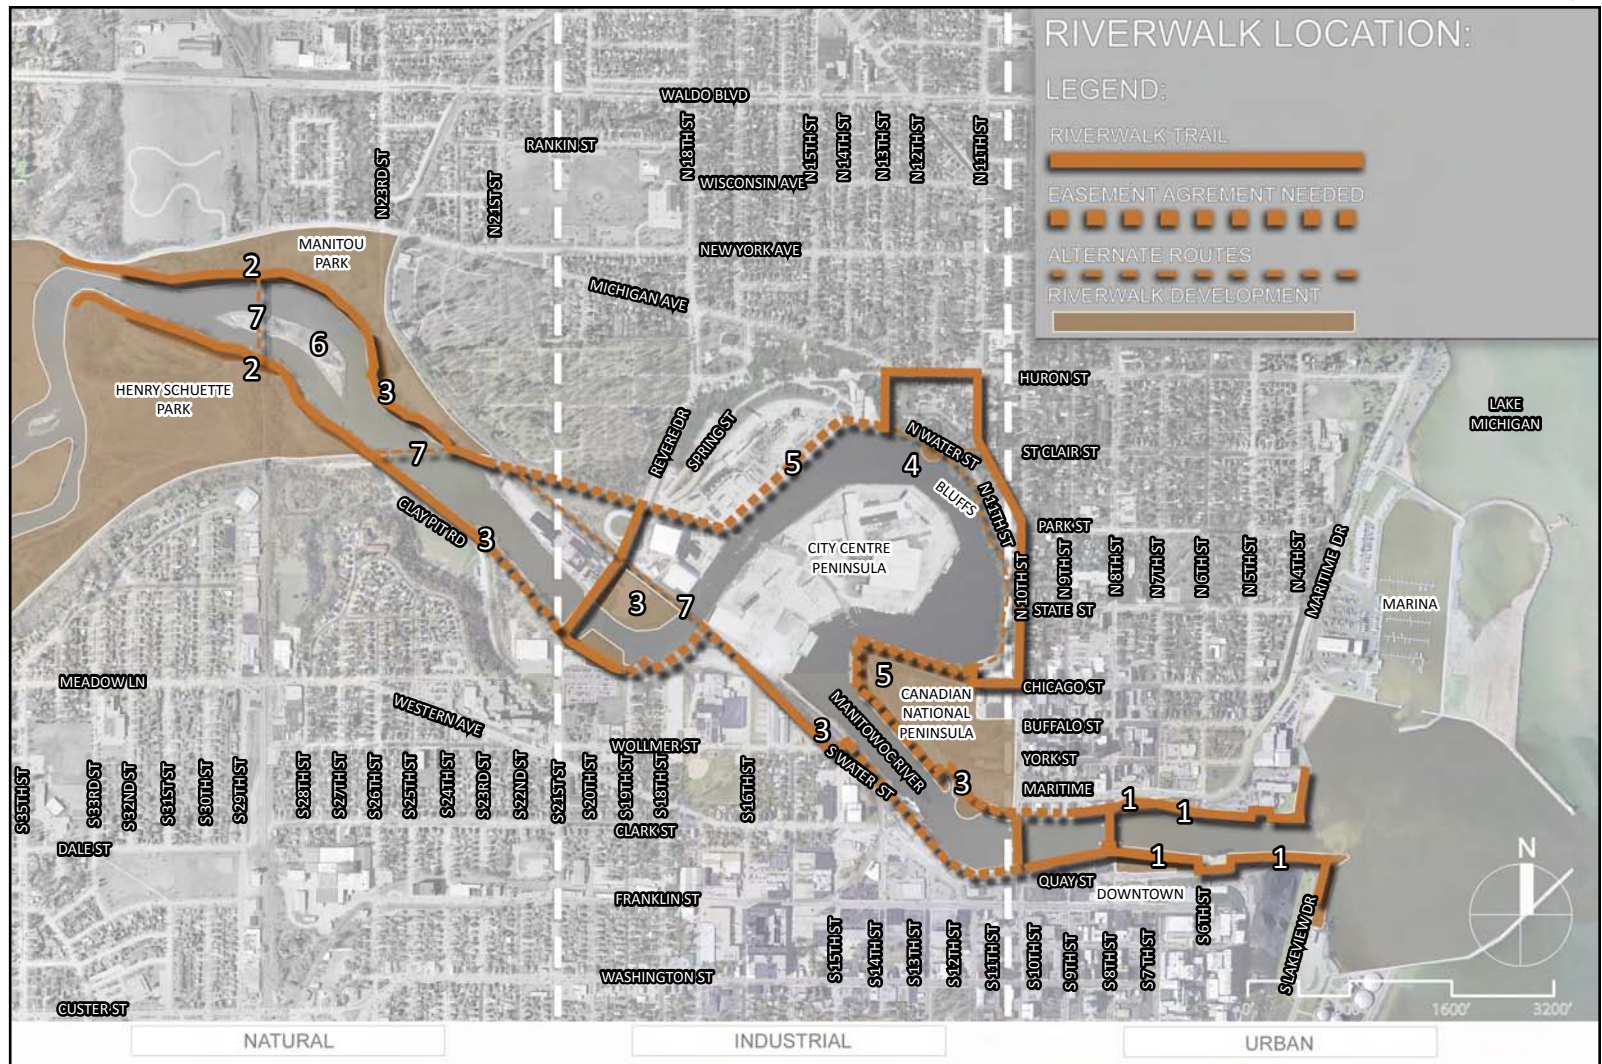 RIVERWALK LOCATION:
LEGEND:
RIVERWALK TRAIL
EASEMENT AGREMENT NEEDED
ALTERNATE ROUTES
RIVERWALK DEVELOPMENT
WALDO BLVD
RANKIN ST
N 18TH ST
N 15TH ST
N 14TH ST
N 13TH ST
N 12TH ST
N 11TH ST
N 23RD ST
N 21ST ST
WISCONSIN AVE
NEW YORK AVE
MICHIGAN AVE
MANITOU
PARK
2
7
6
2
3
HENRY SCHUETTE
PARK
HURON ST
LAKE
MICHIGAN
REVERE DR
SPRING ST
N WATER ST
ST CLAIR ST
7
5
4
BLUFFS
N 11TH ST
CLAY PIT RD
3
PARK ST
CITY CENTRE
PENINSULA
N 10TH ST
N 9TH ST
N 8TH ST
N 7TH ST
N 6TH ST
N 5TH ST
N 4TH ST
MARITIME DR
3
7
STATE ST
MARINA
MEADOW LN
5
CANADIAN
NATIONAL
PENINSULA
CHICAGO ST
WESTERN AVE
MANITOWOC RIVER
BUFFALO ST
3
WOLLMER ST
S WATER ST
YORK ST
3
MARITIME
1
1
S 35TH ST
S 33RD ST
S 32ND ST
S 31ST ST
S 30TH ST
S 29TH ST
S 28TH ST
S 27TH ST
S 26TH ST
S 25TH ST
S 24TH ST
S 23RD ST
S 22ND ST
S 21ST ST
S 20TH ST
S 19TH ST
S 18TH ST
S 16TH ST
CLARK ST
DALE ST
1
1
QUAY ST
DOWNTOWN
N
FRANKLIN ST
S 6TH ST
S LAKEVIEW DR
S 15TH ST
S 14TH ST
S 13TH ST
S 12TH ST
S 11TH ST
S 10TH ST
S 9TH ST
S 8TH ST
S 7TH ST
WASHINGTON ST
CUSTER ST
0'
800'
1600'
3200'
NATURAL
INDUSTRIAL
URBAN